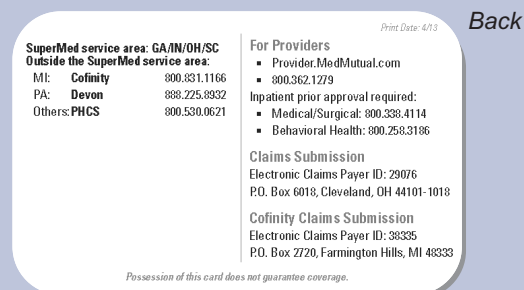 Back
Print Date: 4/13
SuperMed service area: GA/IN/OH/SC
Outside the SuperMed service area:
MI: Cofinity 800.831.1166
PA: Devon 888.225.8932
Others: PHCS 800.530.0621
For Providers
▪ Provider.MedMutual.com
▪ 800.362.1279
Inpatient prior approval required:
▪ Medical/Surgical: 800.338.4114
▪ Behavioral Health: 800.258.3186
Claims Submission
Electronic Claims Payer ID: 29076
P.O. Box 6018, Cleveland, OH 44101-1018
Cofinity Claims Submission
Electronic Claims Payer ID: 38335
P.O. Box 2720, Farmington Hills, MI 48333
Possession of this card does not guarantee coverage.